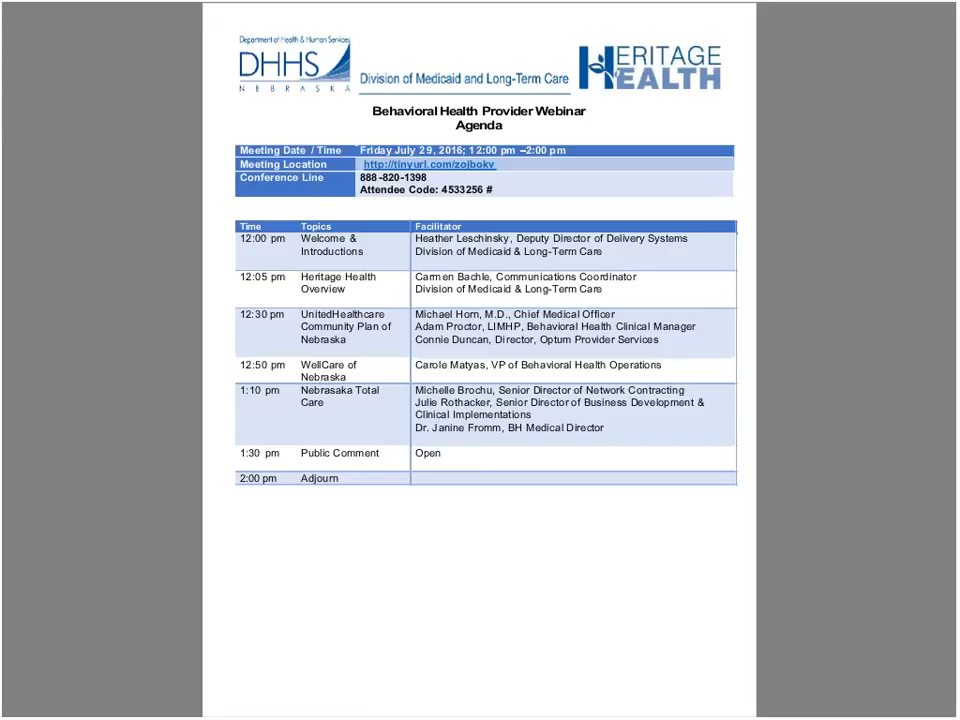 Department of Health & Human Services
DHHS
NEBRASKA
Division of Medicaid and Long-Term Care
HERITAGE
HEALTH
Behavioral Health Provider Webinar
Agenda
Meeting Date / Time Friday July 29, 2016; 12:00 pm –2:00 pm
Meeting Location http://tinyurl.com/zojbokv
Conference Line 888-820-1398
Attendee Code: 4533256 #
Time Topics Facilitator
12:00 pm Welcome & Heather Leschinsky, Deputy Director of Delivery Systems
Introductions Division of Medicaid & Long-Term Care
12:05 pm Heritage Health Carmen Bachle, Communications Coordinator
Overview Division of Medicaid & Long-Term Care
12:30 pm UnitedHealthcare Michael Horn, M.D., Chief Medical Officer
Community Plan of Adam Proctor, LIMHP, Behavioral Health Clinical Manager
Nebraska Connie Duncan, Director, Optum Provider Services
12:50 pm WellCare of Carole Matyas, VP of Behavioral Health Operations
Nebraska
1:10 pm Nebrasaka Total Michelle Brochu, Senior Director of Network Contracting
Care Julie Rothacker, Senior Director of Business Development &
Clinical Implementations
Dr. Janine Fromm, BH Medical Director
1:30 pm Public Comment Open
2:00 pm Adjourn